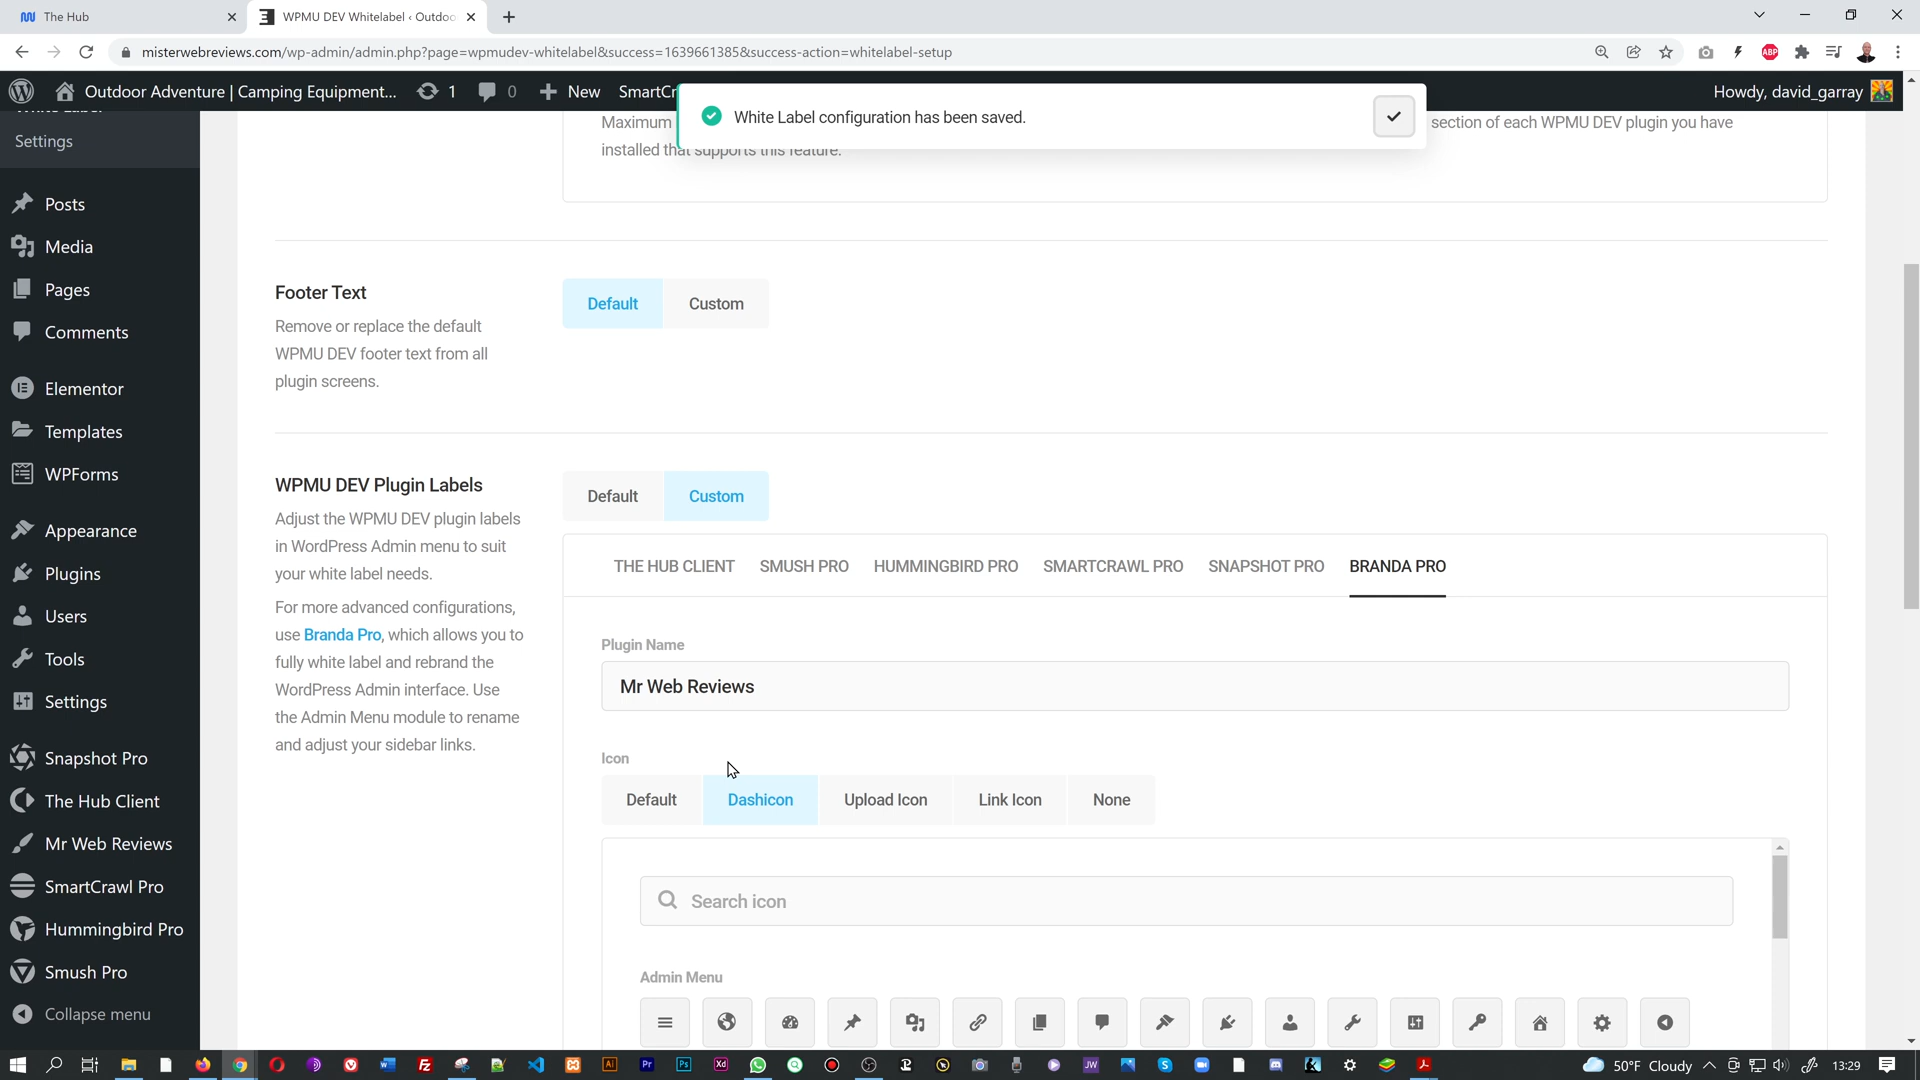 The Hub
WPMU DEV Whitelabel ‹ Outdoo
misterwebreviews.com/wp-admin/admin.php?page=wpmudev-whitelabel&success=1639661385&success-action=whitelabel-setup
ABP
Outdoor Adventure | Camping Equipment...
1
0
New
SmartCr
Howdy, david_garray
White Label configuration has been saved.
Settings
Posts
Media
Pages
Comments
Elementor
Templates
WPForms
Appearance
Plugins
Users
Tools
Settings
Snapshot Pro
The Hub Client
Mr Web Reviews
SmartCrawl Pro
Hummingbird Pro
Smush Pro
Collapse menu
Maximum
section of each WPMU DEV plugin you have
installed that supports this feature.
Footer Text
Remove or replace the default
WPMU DEV footer text from all
plugin screens.
Default
Custom
WPMU DEV Plugin Labels
Adjust the WPMU DEV plugin labels
in WordPress Admin menu to suit
your white label needs.
For more advanced configurations,
use Branda Pro, which allows you to
fully white label and rebrand the
WordPress Admin interface. Use
the Admin Menu module to rename
and adjust your sidebar links.
Default
Custom
THE HUB CLIENT
SMUSH PRO
HUMMINGBIRD PRO
SMARTCRAWL PRO
SNAPSHOT PRO
BRANDA PRO
Plugin Name
Mr Web Reviews
Icon
Default
Dashicon
Upload Icon
Link Icon
None
Search icon
Admin Menu
50°F Cloudy
13:29